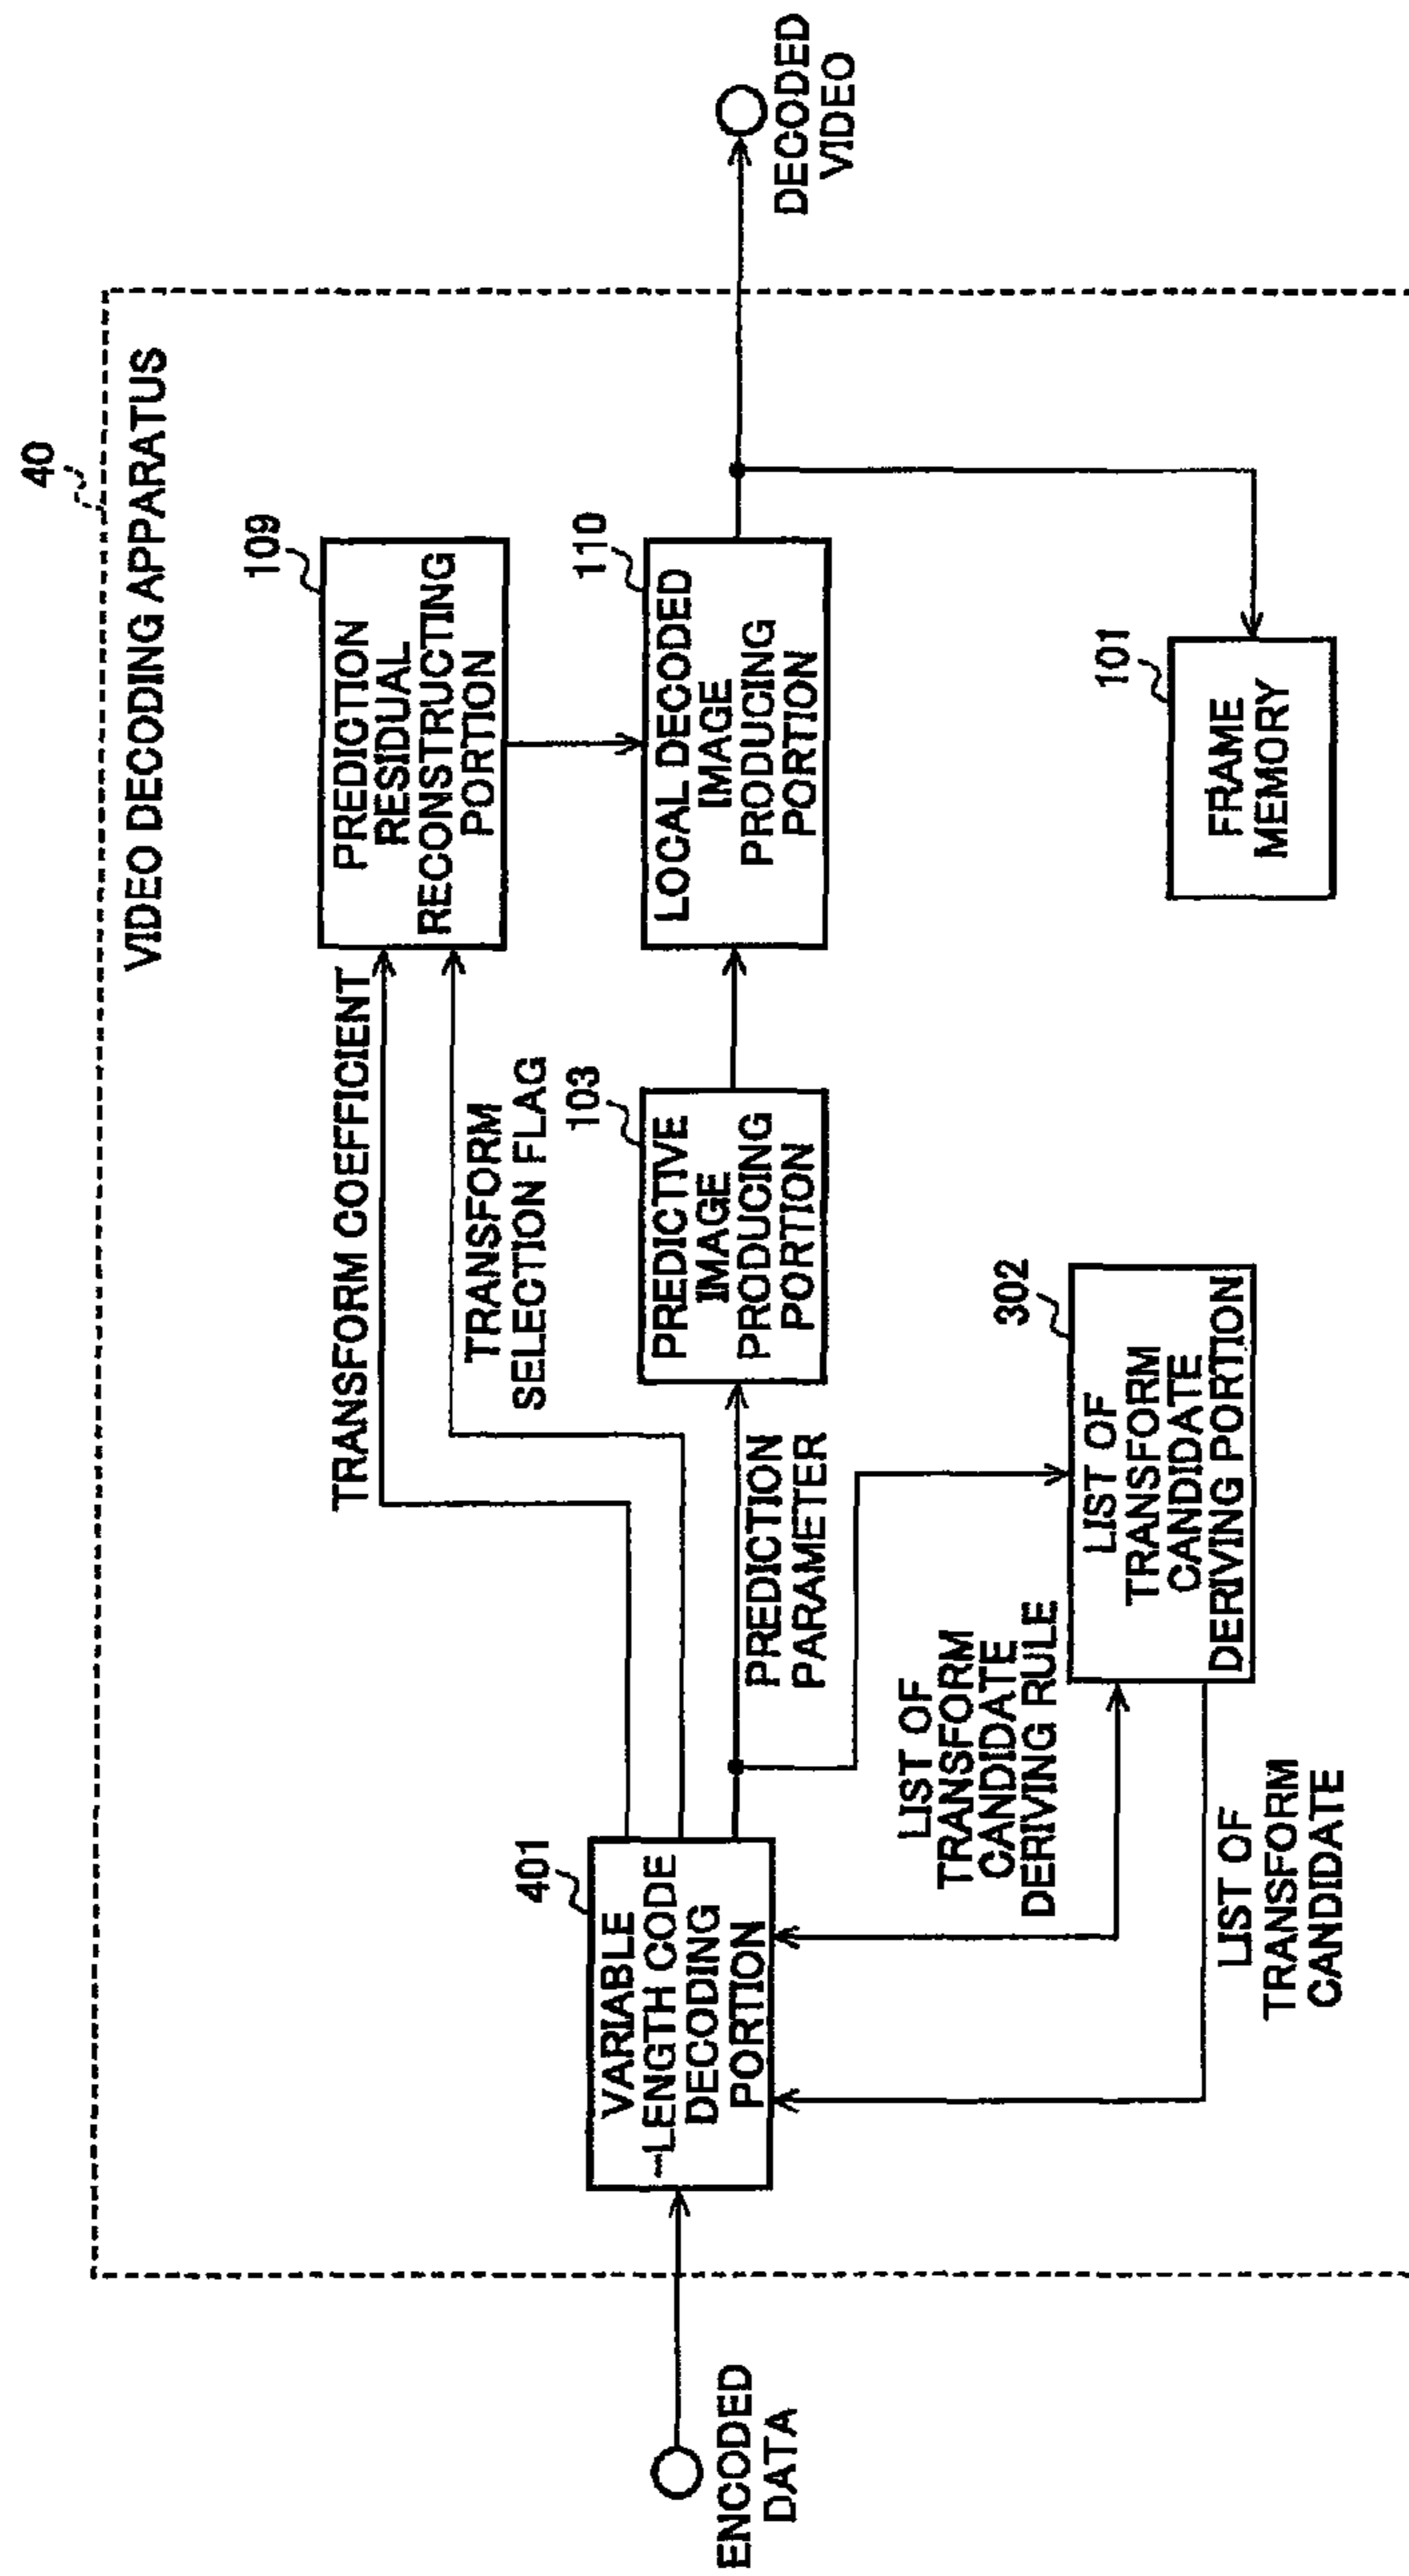 40
VIDEO DECODING APPARATUS
109
PREDICTION
RESIDUAL
RECONSTRUCTING
PORTION
TRANSFORM COEFFICIENT
TRANSFORM
SELECTION FLAG
401
VARIABLE
-LENGTH CODE
DECODING
PORTION
103
PREDICTIVE
IMAGE
PRODUCING
PORTION
110
LOCAL DECODED
IMAGE
PRODUCING
PORTION
ENCODED
DATA
PREDICTION
PARAMETER
DECODED
VIDEO
LIST OF
TRANSFORM
CANDIDATE
DERIVING RULE
302
LIST OF
TRANSFORM
CANDIDATE
DERIVING PORTION
101
FRAME
MEMORY
LIST OF
TRANSFORM
CANDIDATE